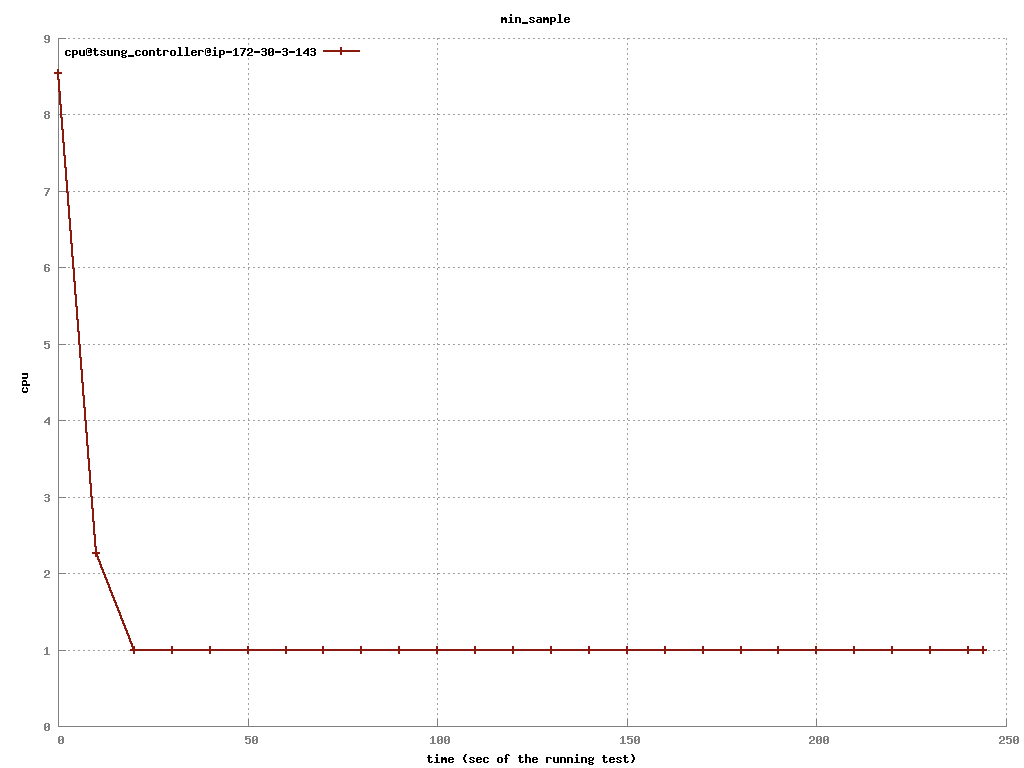 min_sample
cpu@tsung_controller@ip-172-30-3-143
9
8
7
6
5
4
3
2
1
0
cpu
0 50 100 150 200 250
time (sec of the running test)